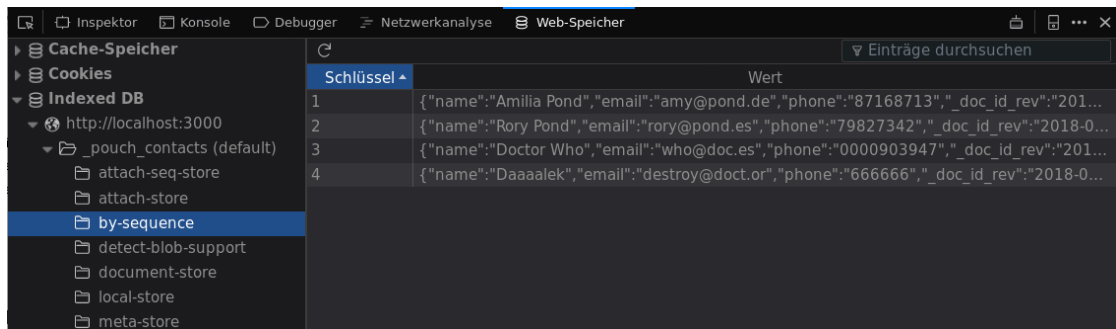 Inspektor Konsole Debugger Netzwerkanalyse Web-Speicher
Cache-Speicher
Cookies
Indexed DB
http://localhost:3000
_pouch_contacts (default)
attach-seq-store
attach-store
by-sequence
detect-blob-support
document-store
local-store
meta-store
Einträge durchsuchen
Schlüssel Wert
1 {"name":"Amilia Pond","email":"amy@pond.de","phone":"87168713","_doc_id_rev":"201...
2 {"name":"Rory Pond","email":"rory@pond.es","phone":"79827342","_doc_id_rev":"2018-0...
3 {"name":"Doctor Who","email":"who@doc.es","phone":"0000903947","_doc_id_rev":"201...
4 {"name":"Daaaalek","email":"destroy@doct.or","phone":"666666","_doc_id_rev":"2018-0...